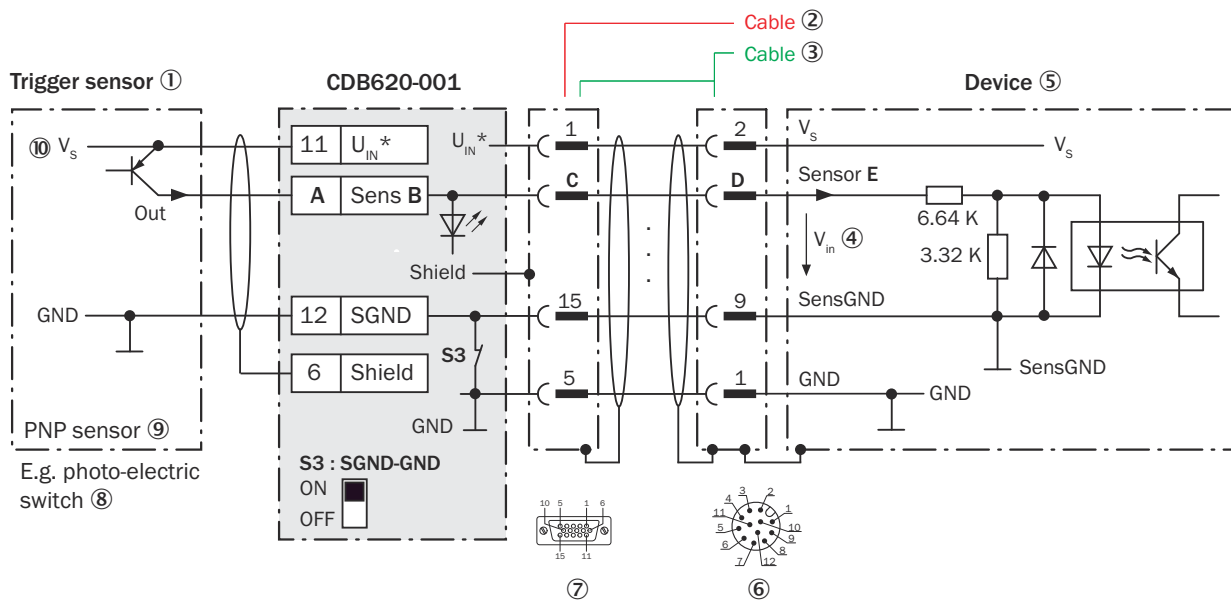 Cable ②
Cable ③
Trigger sensor ①
CDB620-001
Device ⑤
⑩ Vs
11 UIN*
UIN*
1
2
Vs
Vs
A Sens B
C
D
Sensor E
Out
6.64 K
3.32 K
Vin ④
Shield
GND
12 SGND
15
9
SensGND
S3
6 Shield
SensGND
5
1
GND
GND
GND
PNP sensor ⑨
E.g. photo-electric
switch ⑧
S3 : SGND-GND
ON
OFF
10 5 1 6
15 11
3 2
4 1
11 10
5 9
6 8
7 12
⑦
⑥